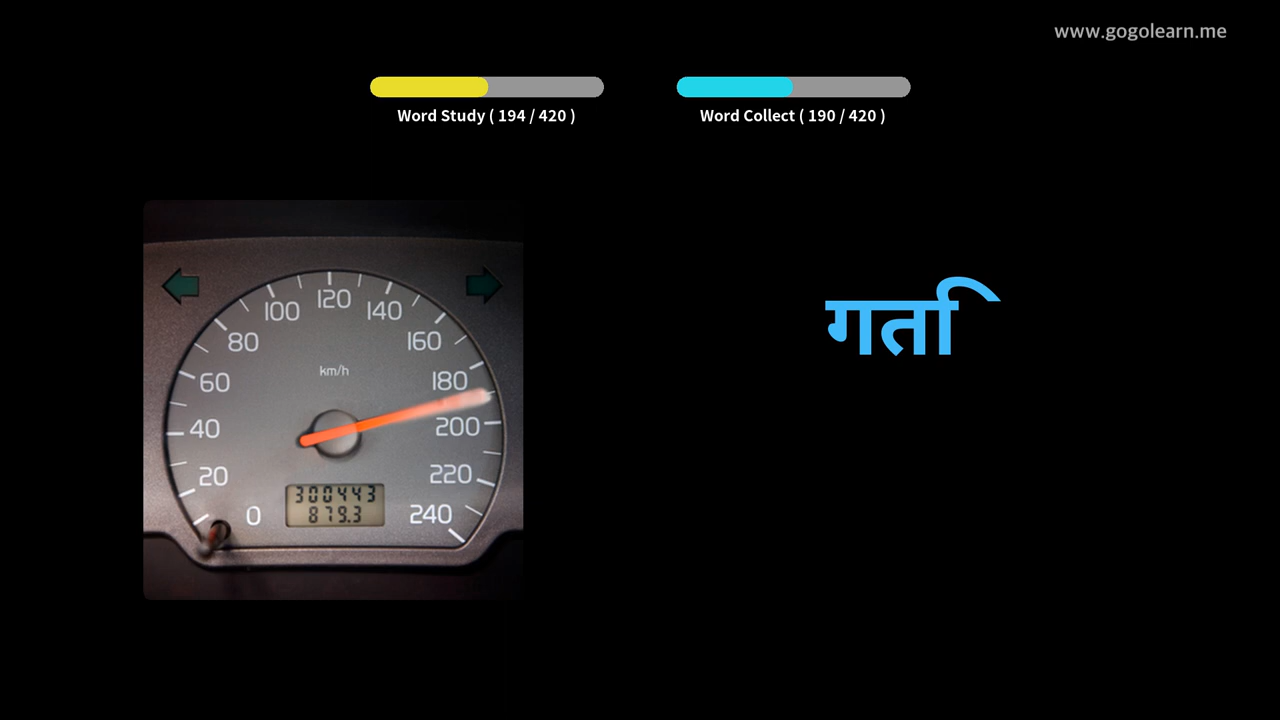 www.gogolearn.me
Word Study ( 194 / 420 )
Word Collect ( 190 / 420 )
गति
100 120 140
80 160
km/h
60 180
40 200
20 220
300443
0 240
879.3